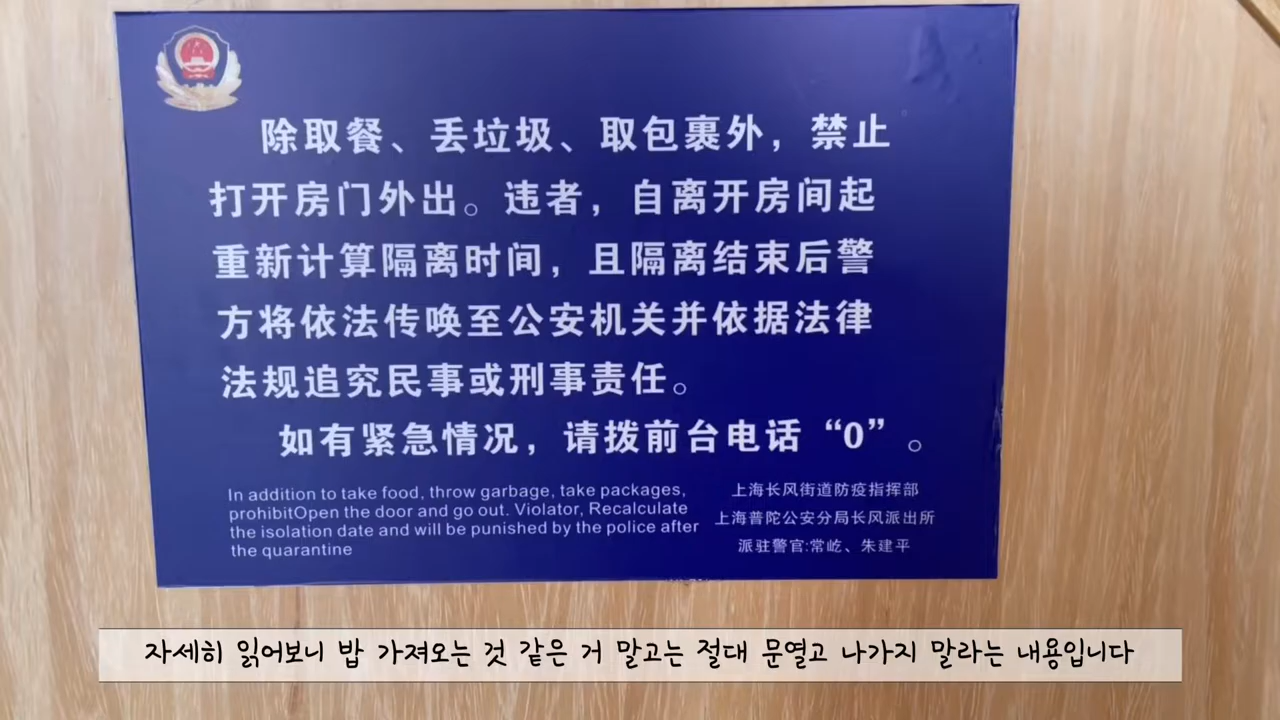 除取餐、丢垃圾、取包裹外，禁止
打开房门外出。违者，自离开房间起
重新计算隔离时间，且隔离结束后警
方将依法传唤至公安机关并依据法律
法规追究民事或刑事责任。
如有紧急情况，请拨前台电话“0”。
In addition to take food, throw garbage, take packages,
prohibitOpen the door and go out. Violator, Recalculate
the isolation date and will be punished by the police after
the quarantine
上海长风街道防疫指挥部
上海普陀公安分局长风派出所
派驻警官:常屹、朱建平
자세히 읽어보니 밥 가져오는 것 같은 거 말고는 절대 문열고 나가지 말라는 내용입니다